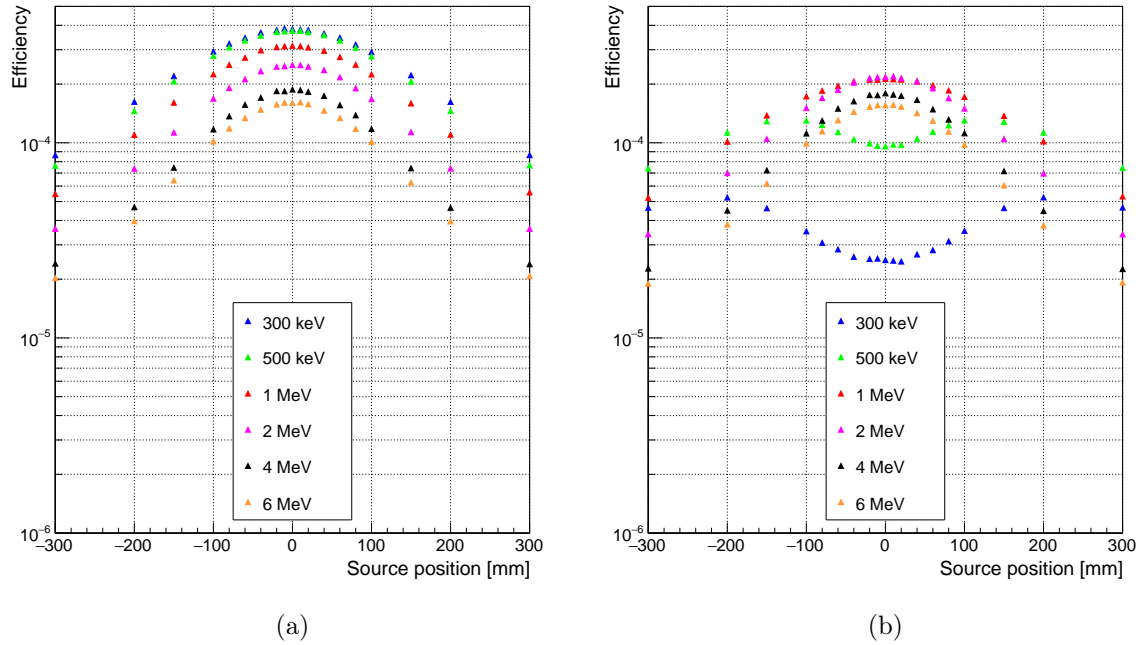 Efficiency
10⁻⁴
10⁻⁵
10⁻⁶
300 keV
500 keV
1 MeV
2 MeV
4 MeV
6 MeV
−300 −200 −100 0 100 200 300
Source position [mm]
(a)
Efficiency
10⁻⁴
10⁻⁵
10⁻⁶
300 keV
500 keV
1 MeV
2 MeV
4 MeV
6 MeV
−300 −200 −100 0 100 200 300
Source position [mm]
(b)